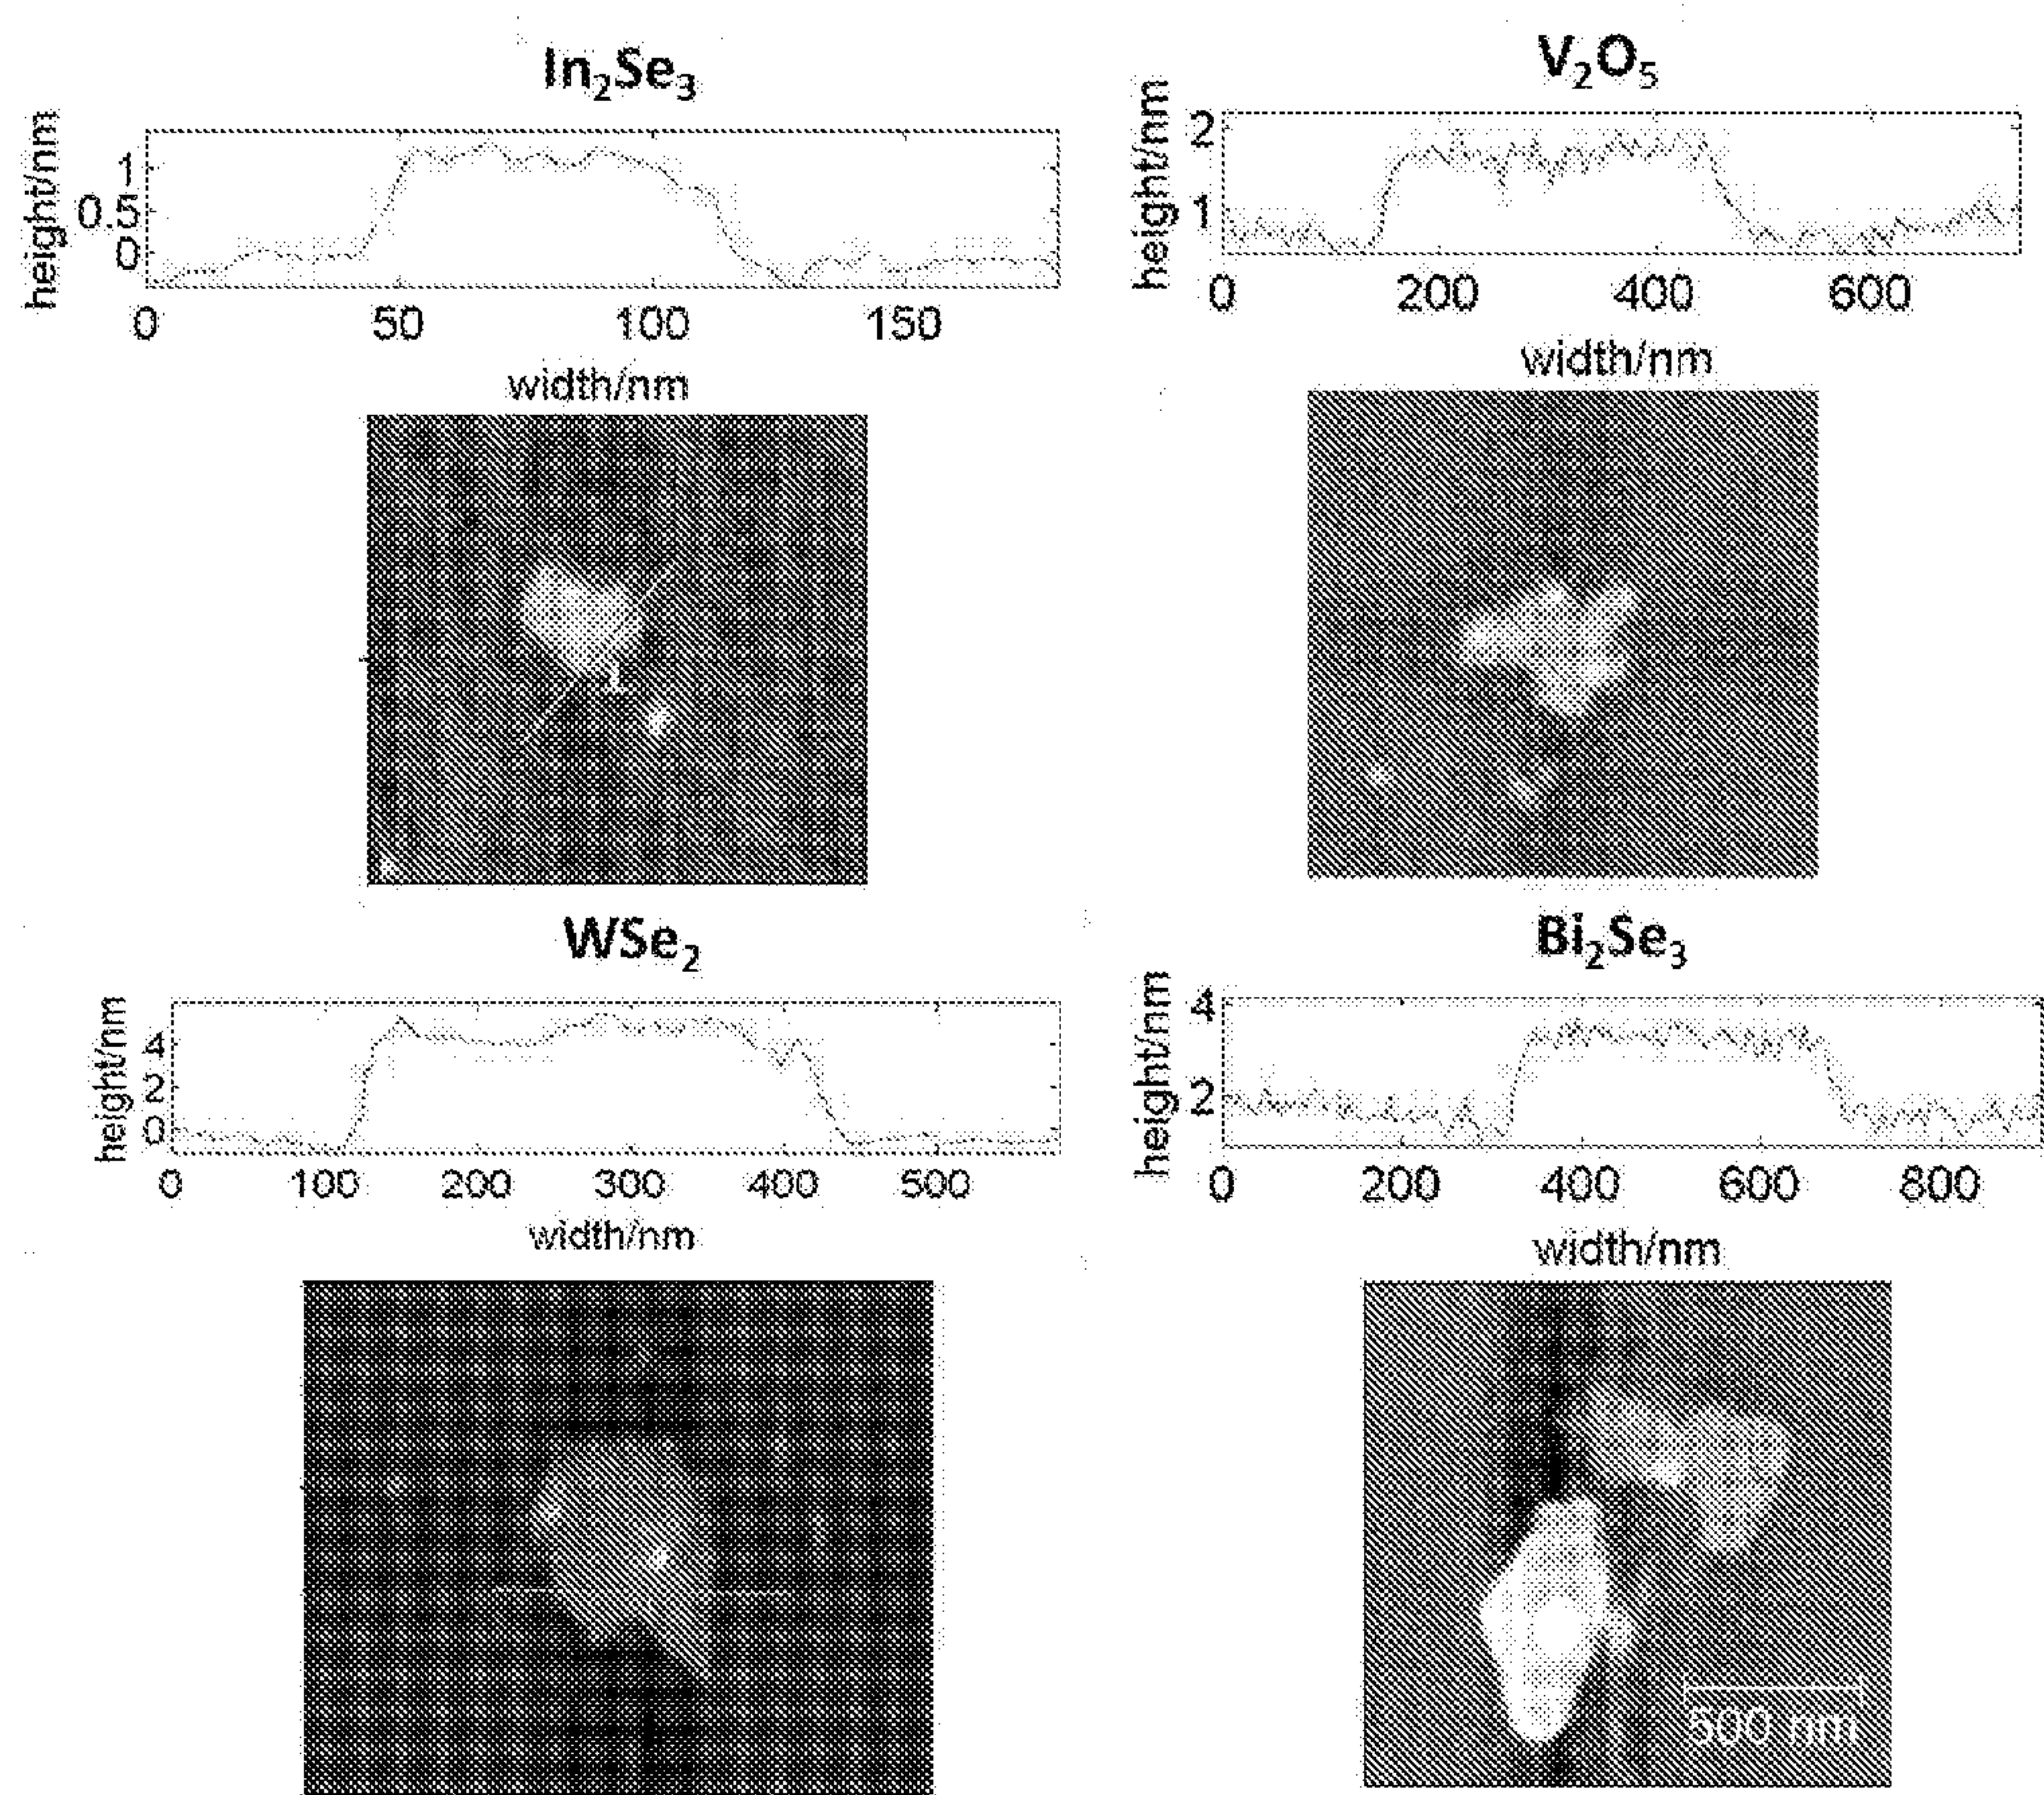 In₂Se₃
height/nm
1
0.5
0
0 50 100 150
width/nm
V₂O₅
height/nm
2
1
0 200 400 600
width/nm
1
WSe₂
height/nm
4
2
0
0 100 200 300 400 500
width/nm
Bi₂Se₃
height/nm
4
2
0 200 400 600 800
width/nm
500 nm